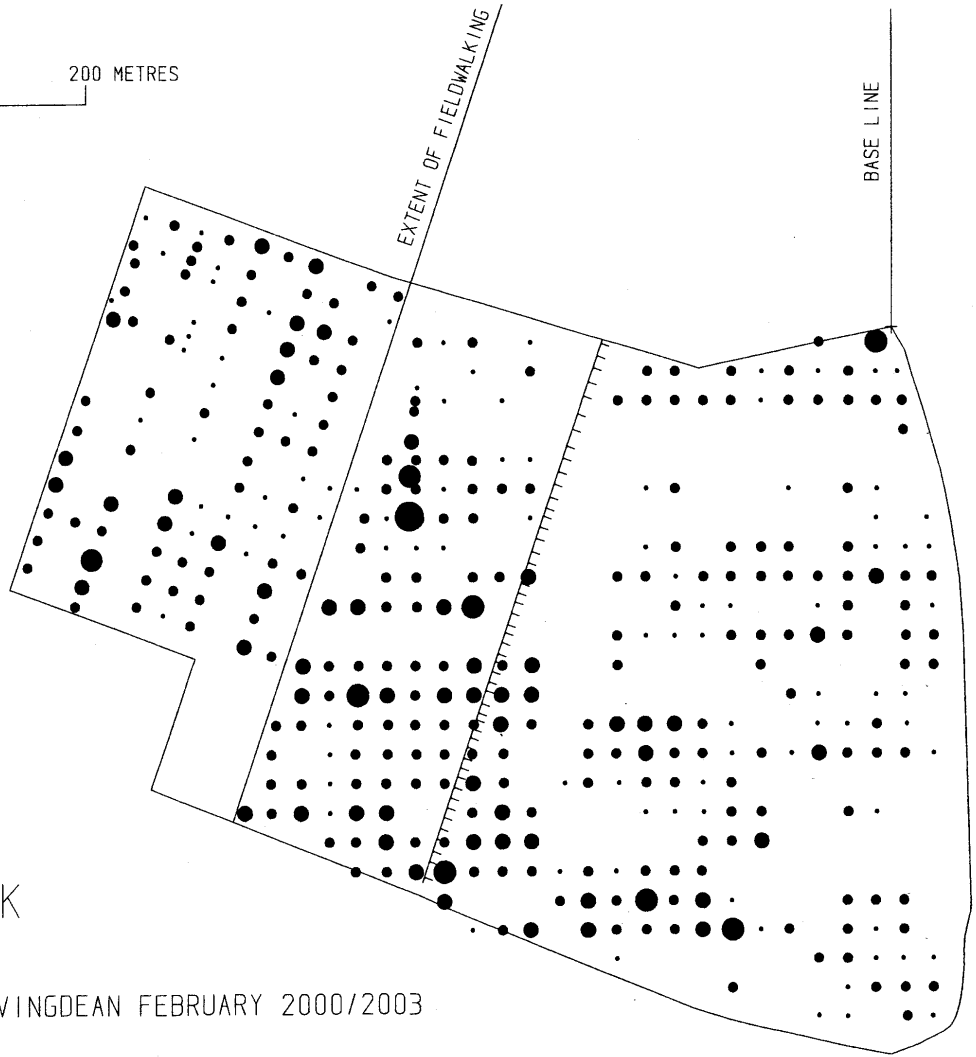 200 METRES
EXTENT OF FIELDWALKING
BASE LINE
K
VINGDEAN FEBRUARY 2000/2003